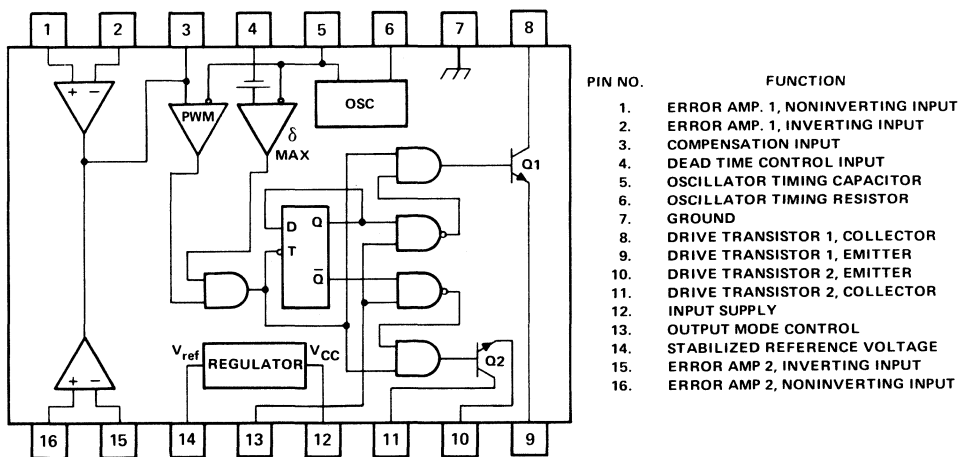 1 2 3 4 5 6 7 8
+ − PWM δ MAX OSC
Q1
D Q
T
Q̅
Vref REGULATOR VCC
Q2
+ −
16 15 14 13 12 11 10 9
PIN NO. FUNCTION
1. ERROR AMP. 1, NONINVERTING INPUT
2. ERROR AMP. 1, INVERTING INPUT
3. COMPENSATION INPUT
4. DEAD TIME CONTROL INPUT
5. OSCILLATOR TIMING CAPACITOR
6. OSCILLATOR TIMING RESISTOR
7. GROUND
8. DRIVE TRANSISTOR 1, COLLECTOR
9. DRIVE TRANSISTOR 1, EMITTER
10. DRIVE TRANSISTOR 2, EMITTER
11. DRIVE TRANSISTOR 2, COLLECTOR
12. INPUT SUPPLY
13. OUTPUT MODE CONTROL
14. STABILIZED REFERENCE VOLTAGE
15. ERROR AMP 2, INVERTING INPUT
16. ERROR AMP 2, NONINVERTING INPUT